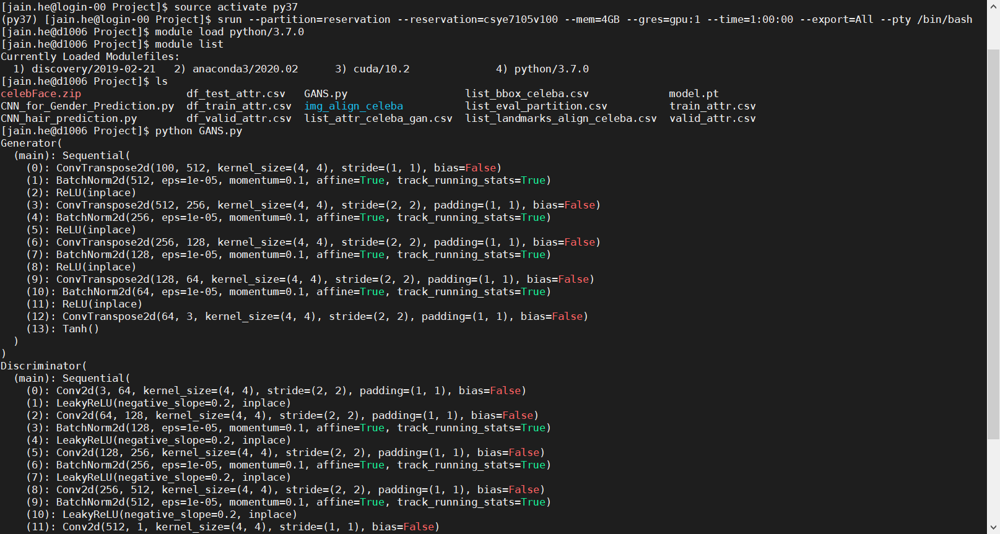 [jain.he@login-00 Project]$ source activate py37
(py37) [jain.he@login-00 Project]$ srun --partition=reservation --reservation=csye7105v100 --mem=4GB --gres=gpu:1 --time=1:00:00 --export=All --pty /bin/bash
[jain.he@d1006 Project]$ module load python/3.7.0
[jain.he@d1006 Project]$ module list
Currently Loaded Modulefiles:
  1) discovery/2019-02-21   2) anaconda3/2020.02      3) cuda/10.2              4) python/3.7.0
[jain.he@d1006 Project]$ ls
celebFace.zip                 df_test_attr.csv   GANS.py                   list_bbox_celeba.csv             model.pt
CNN_for_Gender_Prediction.py  df_train_attr.csv  img_align_celeba          list_eval_partition.csv          train_attr.csv
CNN_hair_prediction.py        df_valid_attr.csv  list_attr_celeba_gan.csv  list_landmarks_align_celeba.csv  valid_attr.csv
[jain.he@d1006 Project]$ python GANS.py
Generator(
  (main): Sequential(
    (0): ConvTranspose2d(100, 512, kernel_size=(4, 4), stride=(1, 1), bias=False)
    (1): BatchNorm2d(512, eps=1e-05, momentum=0.1, affine=True, track_running_stats=True)
    (2): ReLU(inplace)
    (3): ConvTranspose2d(512, 256, kernel_size=(4, 4), stride=(2, 2), padding=(1, 1), bias=False)
    (4): BatchNorm2d(256, eps=1e-05, momentum=0.1, affine=True, track_running_stats=True)
    (5): ReLU(inplace)
    (6): ConvTranspose2d(256, 128, kernel_size=(4, 4), stride=(2, 2), padding=(1, 1), bias=False)
    (7): BatchNorm2d(128, eps=1e-05, momentum=0.1, affine=True, track_running_stats=True)
    (8): ReLU(inplace)
    (9): ConvTranspose2d(128, 64, kernel_size=(4, 4), stride=(2, 2), padding=(1, 1), bias=False)
    (10): BatchNorm2d(64, eps=1e-05, momentum=0.1, affine=True, track_running_stats=True)
    (11): ReLU(inplace)
    (12): ConvTranspose2d(64, 3, kernel_size=(4, 4), stride=(2, 2), padding=(1, 1), bias=False)
    (13): Tanh()
  )
)
Discriminator(
  (main): Sequential(
    (0): Conv2d(3, 64, kernel_size=(4, 4), stride=(2, 2), padding=(1, 1), bias=False)
    (1): LeakyReLU(negative_slope=0.2, inplace)
    (2): Conv2d(64, 128, kernel_size=(4, 4), stride=(2, 2), padding=(1, 1), bias=False)
    (3): BatchNorm2d(128, eps=1e-05, momentum=0.1, affine=True, track_running_stats=True)
    (4): LeakyReLU(negative_slope=0.2, inplace)
    (5): Conv2d(128, 256, kernel_size=(4, 4), stride=(2, 2), padding=(1, 1), bias=False)
    (6): BatchNorm2d(256, eps=1e-05, momentum=0.1, affine=True, track_running_stats=True)
    (7): LeakyReLU(negative_slope=0.2, inplace)
    (8): Conv2d(256, 512, kernel_size=(4, 4), stride=(2, 2), padding=(1, 1), bias=False)
    (9): BatchNorm2d(512, eps=1e-05, momentum=0.1, affine=True, track_running_stats=True)
    (10): LeakyReLU(negative_slope=0.2, inplace)
    (11): Conv2d(512, 1, kernel_size=(4, 4), stride=(1, 1), bias=False)